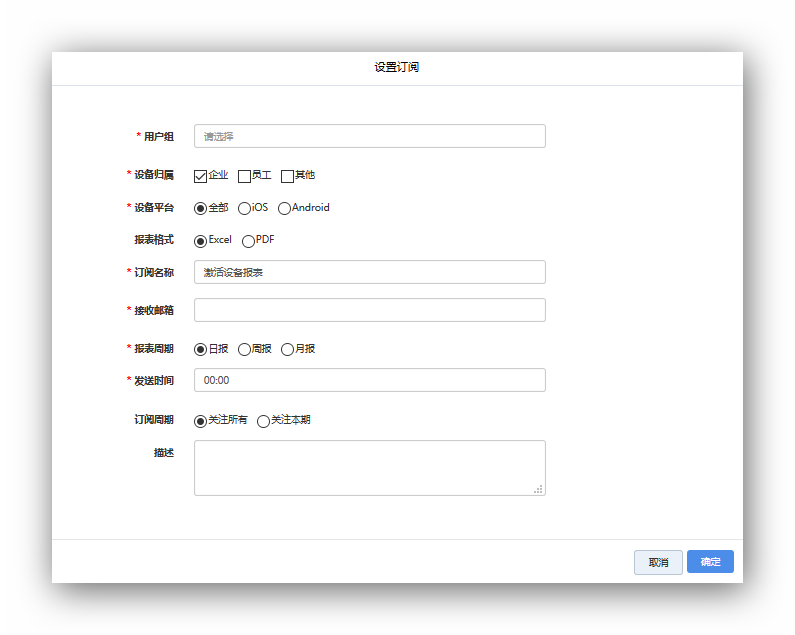 设置订阅
* 用户组 请选择
* 设备归属 企业 员工 其他
* 设备平台 全部 iOS Android
报表格式 Excel PDF
* 订阅名称 激活设备报表
* 接收邮箱
* 报表周期 日报 周报 月报
* 发送时间 00:00
订阅周期 关注所有 关注本期
描述
取消 确定